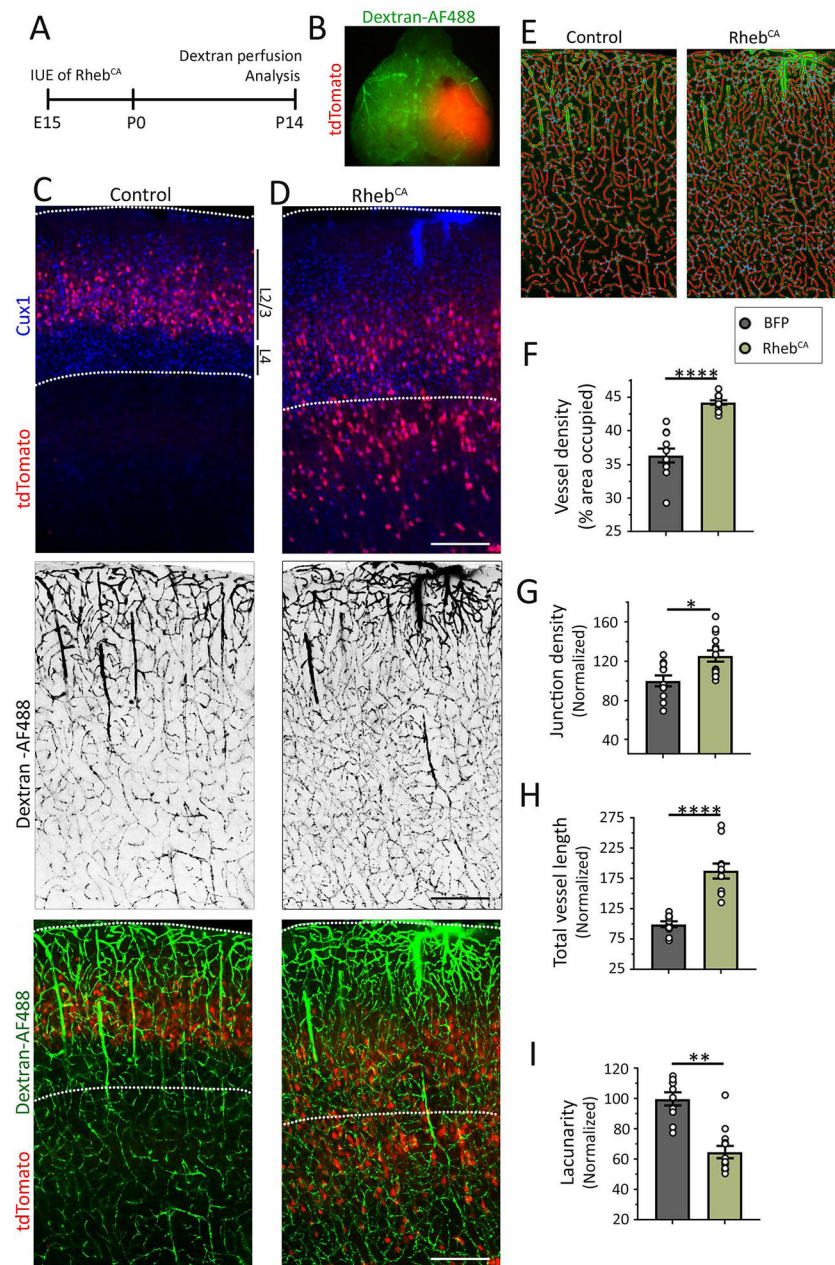 A
IUE of Rheb^CA
Dextran perfusion
Analysis
E15
P0
P14
B
Dextran-AF488
tdTomato
C
Control
D
Rheb^CA
Cux1
tdTomato
L2/3
L4
Dextran -AF488
Dextran-AF488
tdTomato
E
Control
Rheb^CA
BFP
Rheb^CA
F
****
Vessel density
(% area occupied)
45
40
35
30
25
G
*
Junction density
(Normalized)
160
120
80
40
H
****
Total vessel length
(Normalized)
275
225
175
125
75
25
I
**
Lacunarity
(Normalized)
120
100
80
60
40
20